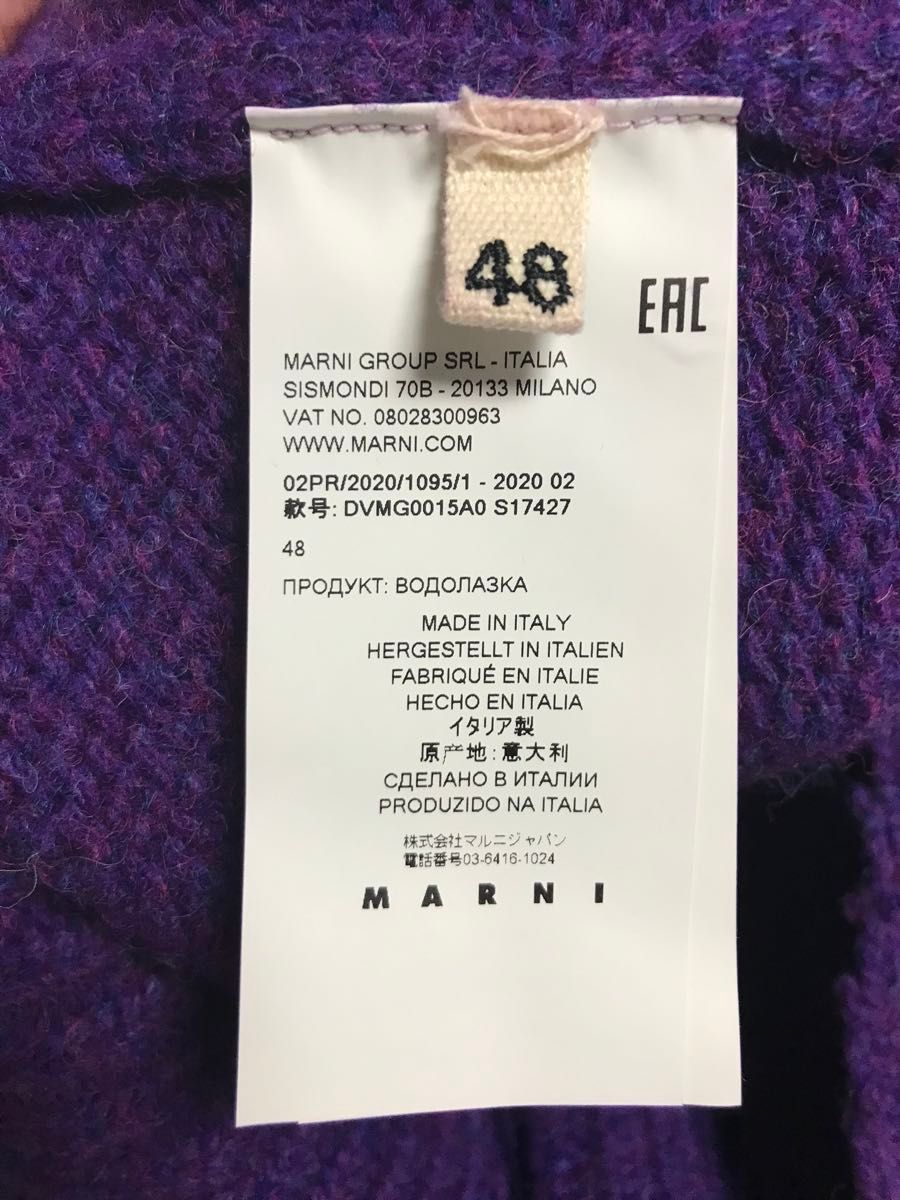 48
EAC
MARNI GROUP SRL - ITALIA
SISMONDI 70B - 20133 MILANO
VAT NO. 08028300963
WWW.MARNI.COM
02PR/2020/1095/1 - 2020 02
款号: DVMG0015A0 S17427
48
ПРОДУКТ: ВОДОЛАЗКА
MADE IN ITALY
HERGESTELLT IN ITALIEN
FABRIQUÉ EN ITALIE
HECHO EN ITALIA
イタリア製
原产地: 意大利
СДЕЛАНО В ИТАЛИИ
PRODUZIDO NA ITALIA
株式会社マルニジャパン
電話番号03-6416-1024
MARNI